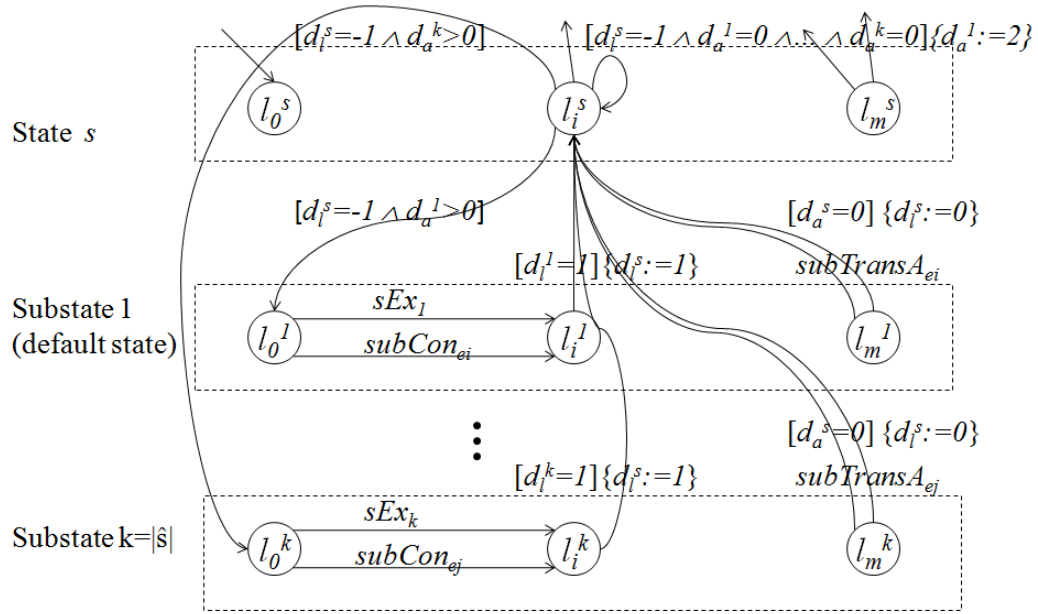 [d_l^s=-1 ∧ d_a^k>0] [d_l^s=-1 ∧ d_a^1=0 ∧... ∧ d_a^k=0]{d_a^1:=2}
State s
l_0^s l_i^s l_m^s
[d_l^s=-1 ∧ d_a^1>0] [d_a^s=0] {d_l^s:=0}
[d_l^1=1]{d_l^s:=1} subTransA_ei
Substate 1
(default state)
sEx_1
l_0^1 l_i^1 l_m^1
subCon_ei
[d_a^s=0] {d_l^s:=0}
[d_l^k=1]{d_l^s:=1} subTransA_ej
Substate k=|ŝ|
sEx_k
l_0^k l_i^k l_m^k
subCon_ej